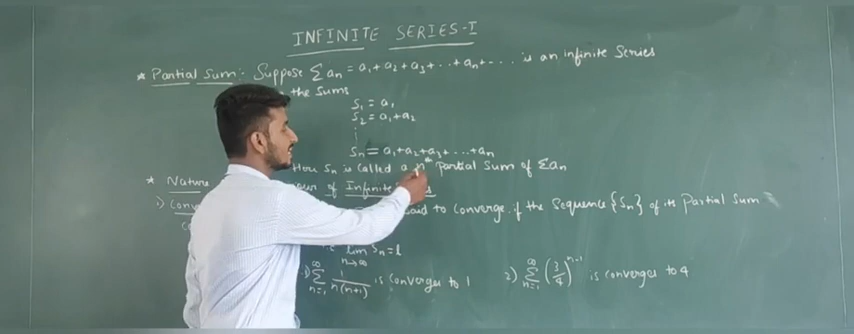 INFINITE SERIES-I
* Partial Sum: Suppose ∑an = a1+a2+a3+...+an+... is an infinite Series
the Sums
S1 = a1
S2 = a1+a2
⋮
Sn = a1+a2+a3+...+an
Here Sn is called a nth Partial Sum of ∑an
* Nature of Infinite
1) Conv said to Converge, if the Sequence {Sn} of its Partial Sum
lim n→∞ Sn = l
1) ∑ n=1 ∞ 1/n(n+1) is Converges to 1 2) ∑ n=1 ∞ (3/4)^n-1 is converges to 4